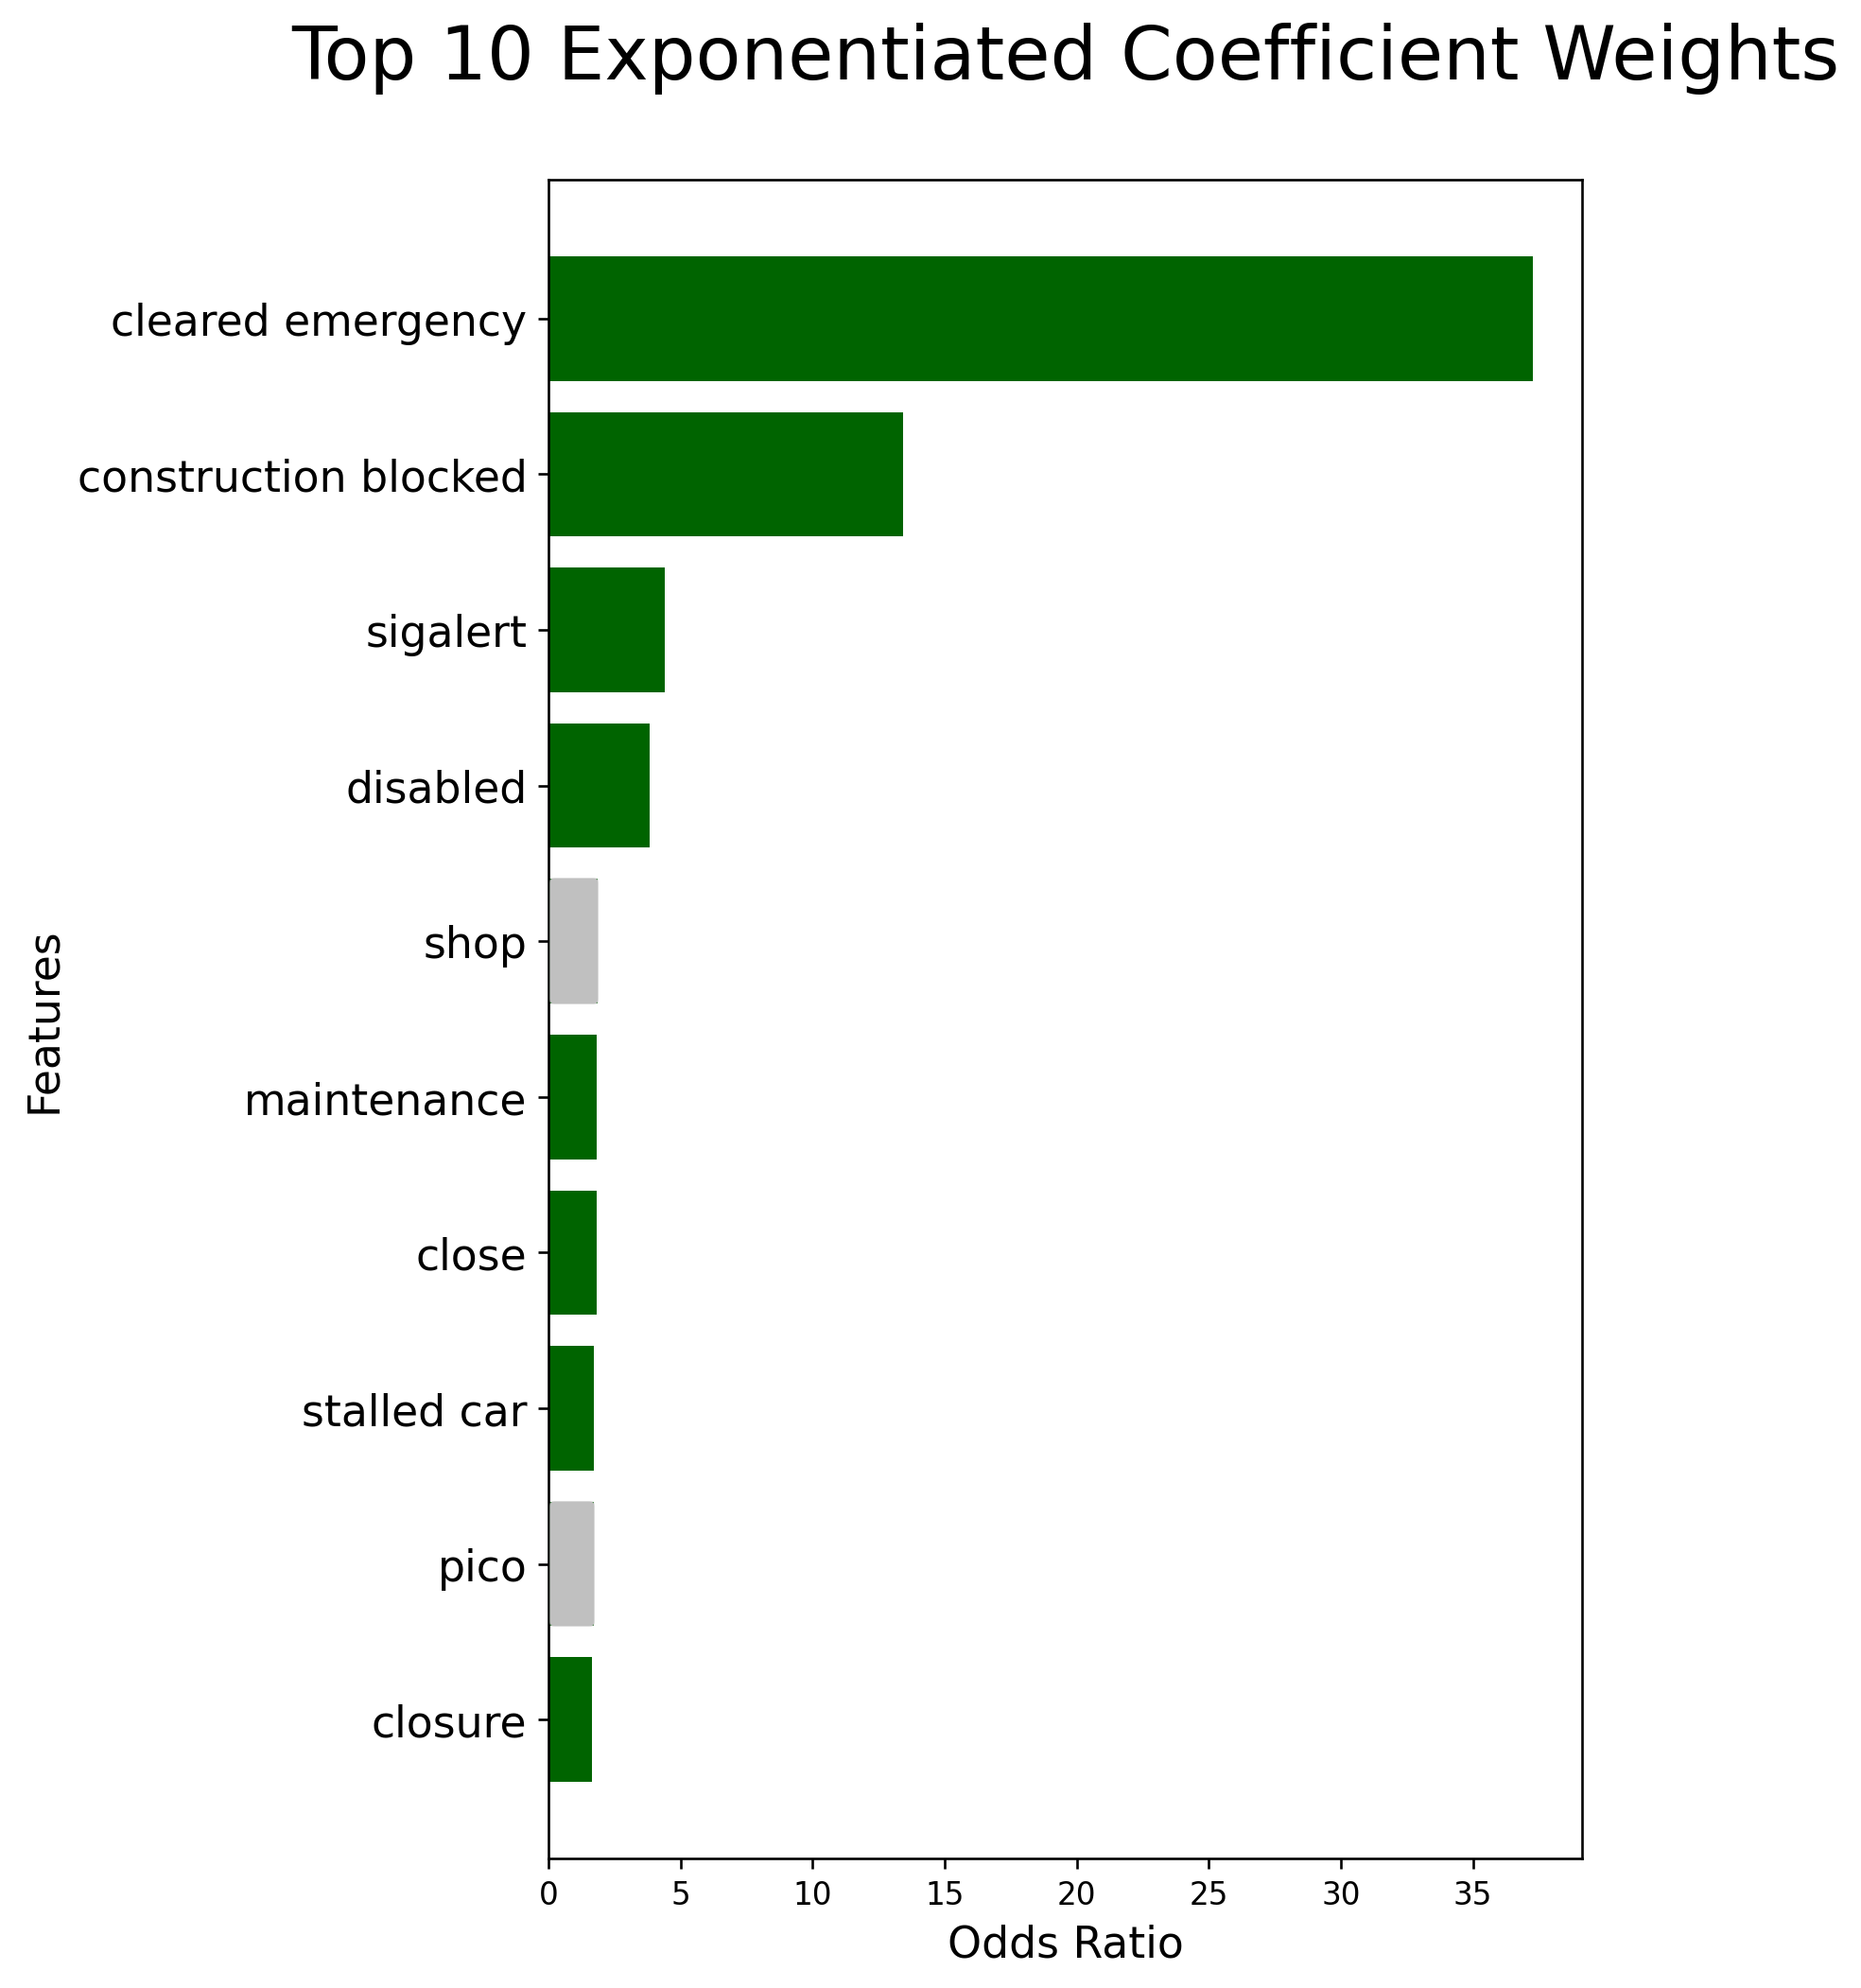 Top 10 Exponentiated Coefficient Weights
Features
cleared emergency
construction blocked
sigalert
disabled
shop
maintenance
close
stalled car
pico
closure
0 5 10 15 20 25 30 35
Odds Ratio